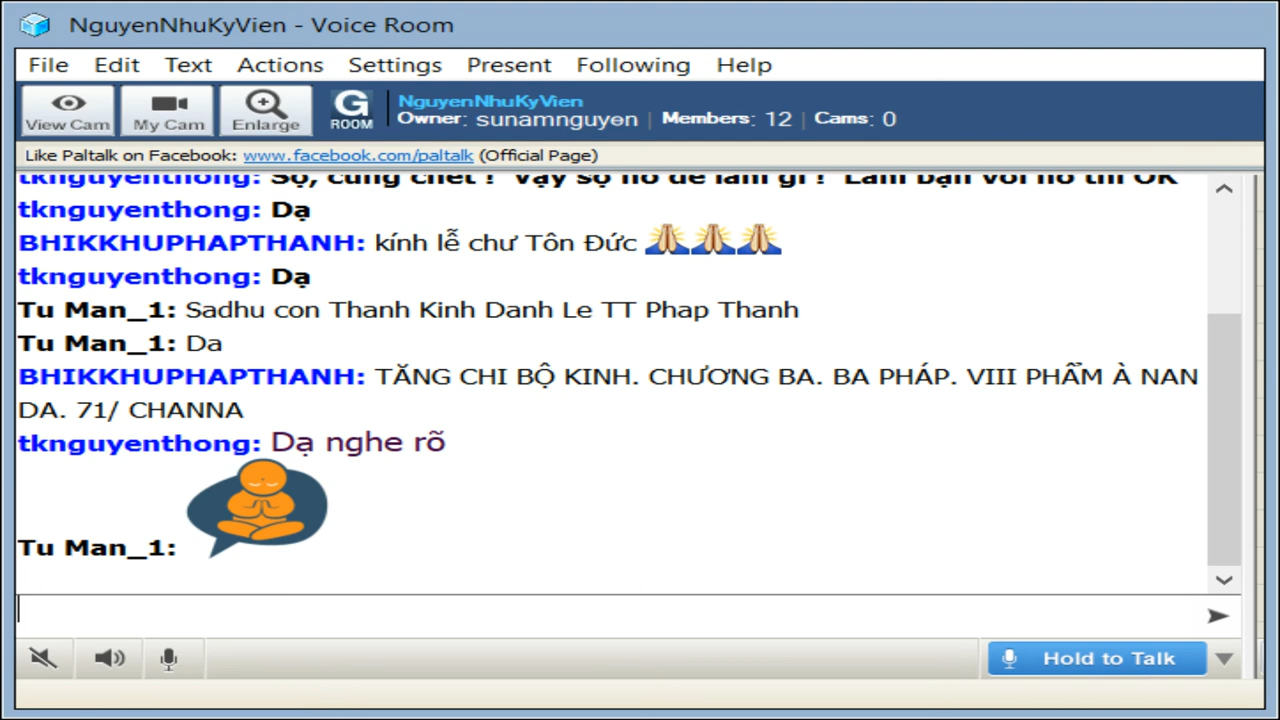 NguyenNhuKyVien - Voice Room
File Edit Text Actions Settings Present Following Help
View Cam My Cam Enlarge G ROOM
NguyenNhuKyVien
Owner: sunamnguyen | Members: 12 | Cams: 0
Like Paltalk on Facebook: www.facebook.com/paltalk (Official Page)
tknguyenthong: Sợ, cũng chết ! Vậy sợ nó để làm gì ! Làm bạn với nó thì OK
tknguyenthong: Dạ
BHIKKHUPHAPTHANH: kính lễ chư Tôn Đức
tknguyenthong: Dạ
Tu Man_1: Sadhu con Thanh Kinh Danh Le TT Phap Thanh
Tu Man_1: Da
BHIKKHUPHAPTHANH: TĂNG CHI BỘ KINH. CHƯƠNG BA. BA PHÁP. VIII PHẨM À NAN
DA. 71/ CHANNA
tknguyenthong: Dạ nghe rõ
Tu Man_1:
Hold to Talk